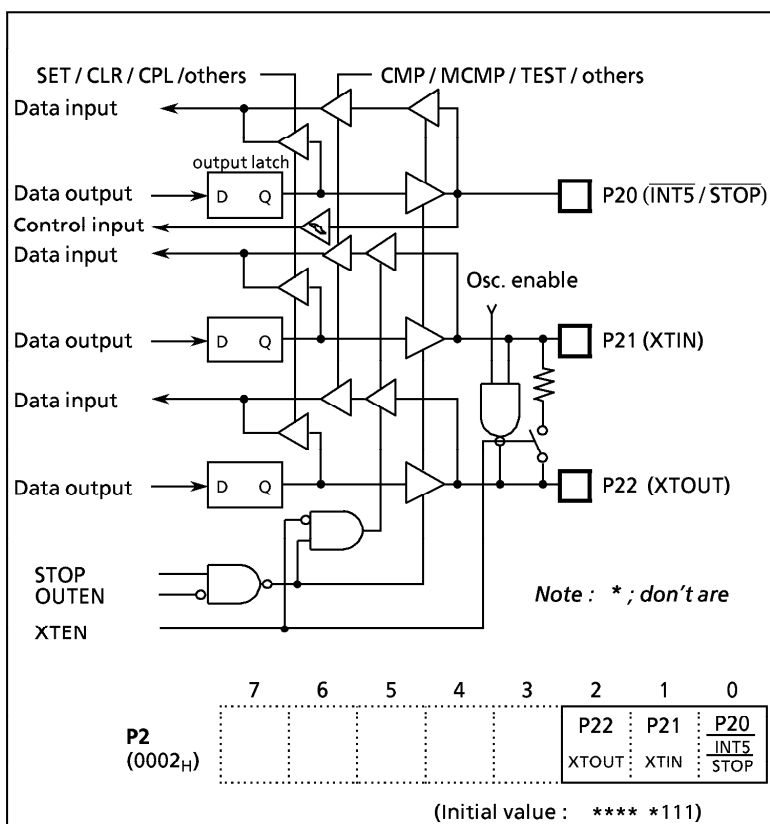 SET / CLR / CPL /others
CMP / MCMP / TEST / others
Data input
output latch
Data output
D Q
P20 (INT5 / STOP)
Control input
Data input
Osc. enable
Data output
D Q
P21 (XTIN)
Data input
Data output
D Q
P22 (XTOUT)
STOP
OUTEN
XTEN
Note : * ; don't are
7 6 5 4 3 2 1 0
P2
(0002H)
P22 P21 P20
XTOUT XTIN INT5
STOP
(Initial value : **** *111)